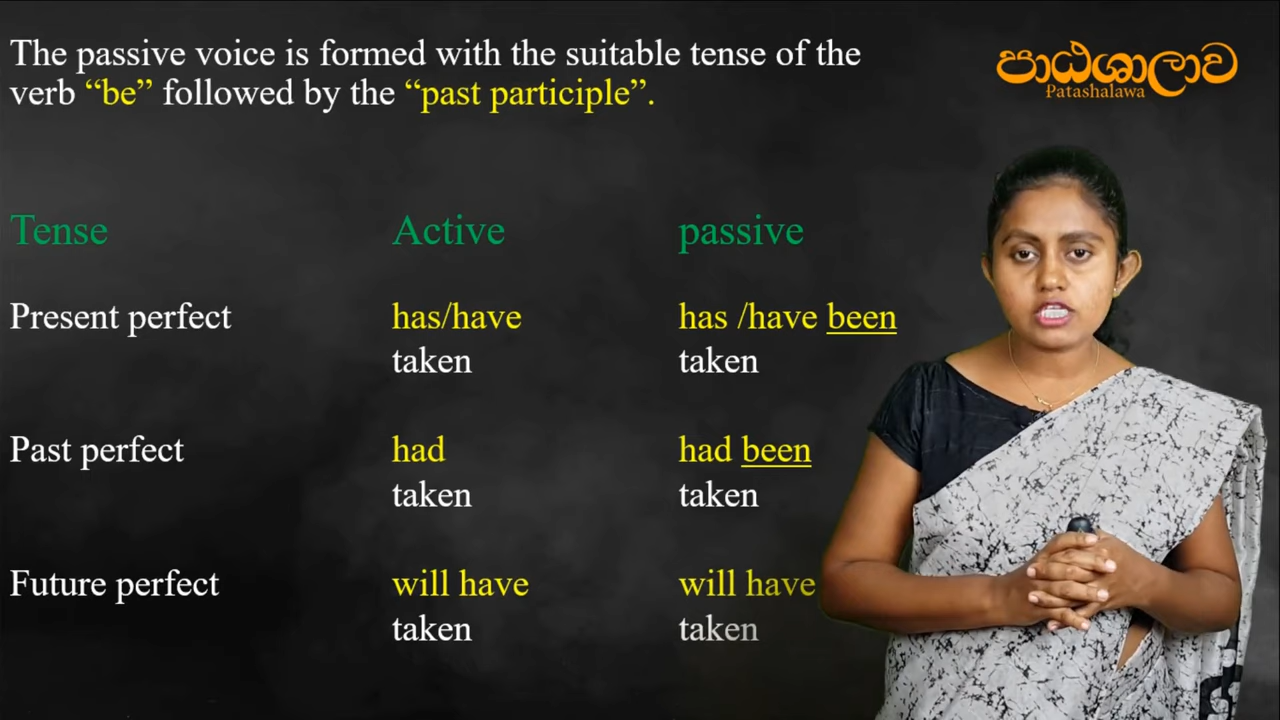 The passive voice is formed with the suitable tense of the
verb “be” followed by the “past participle”.
පාඨශාලාව
Patashalawa
Tense Active passive
Present perfect has/have has /have been
taken taken
Past perfect had had been
taken taken
Future perfect will have will have
taken taken